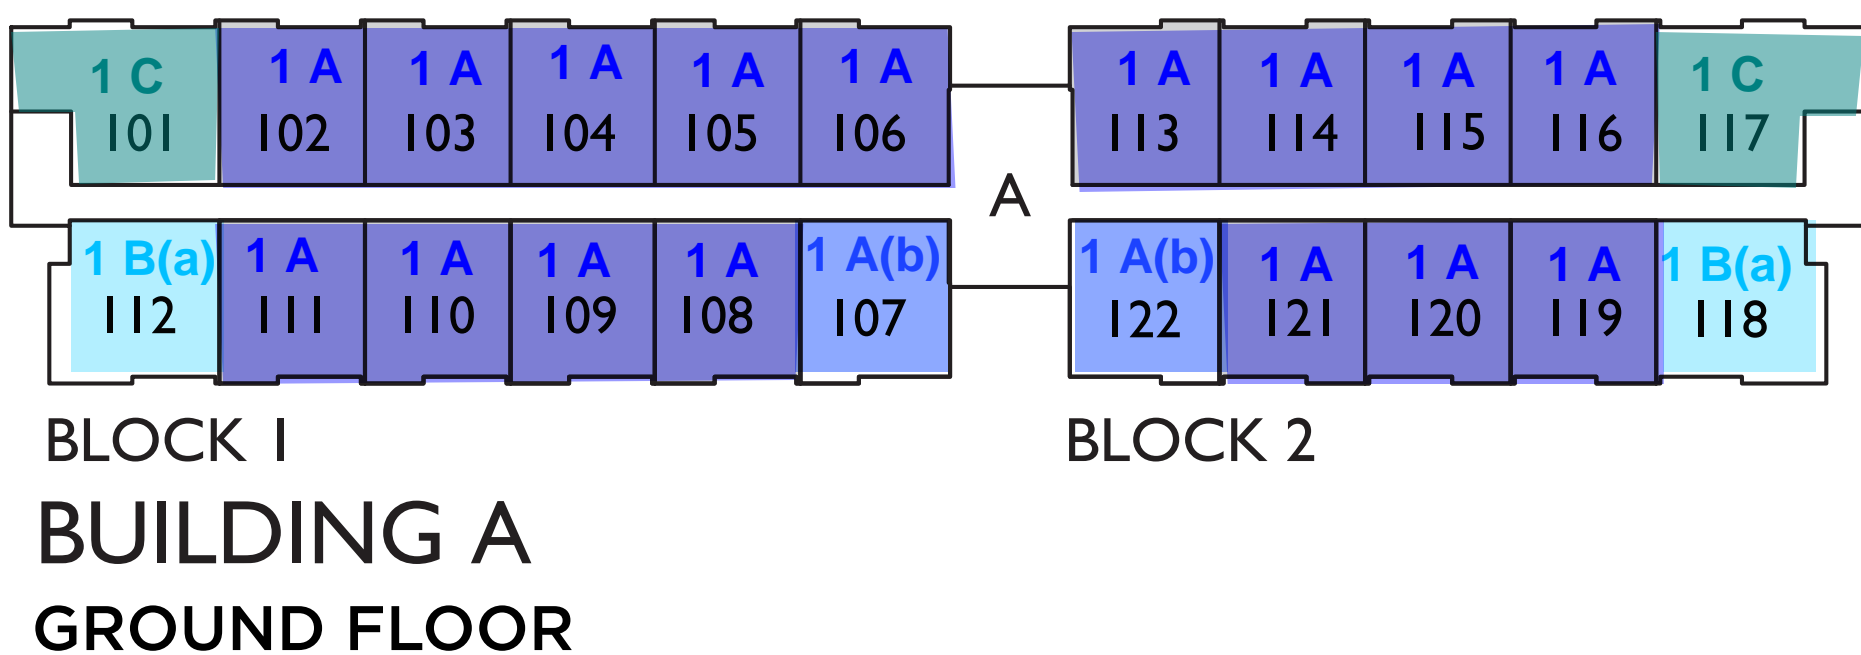 1 C 1 A 1 A 1 A 1 A 1 A 1 A 1 A 1 A 1 A 1 C
101 102 103 104 105 106 113 114 115 116 117
A
1 B(a) 1 A 1 A 1 A 1 A 1 A(b) 1 A(b) 1 A 1 A 1 A 1 B(a)
112 111 110 109 108 107 122 121 120 119 118
BLOCK 1 BLOCK 2
BUILDING A
GROUND FLOOR